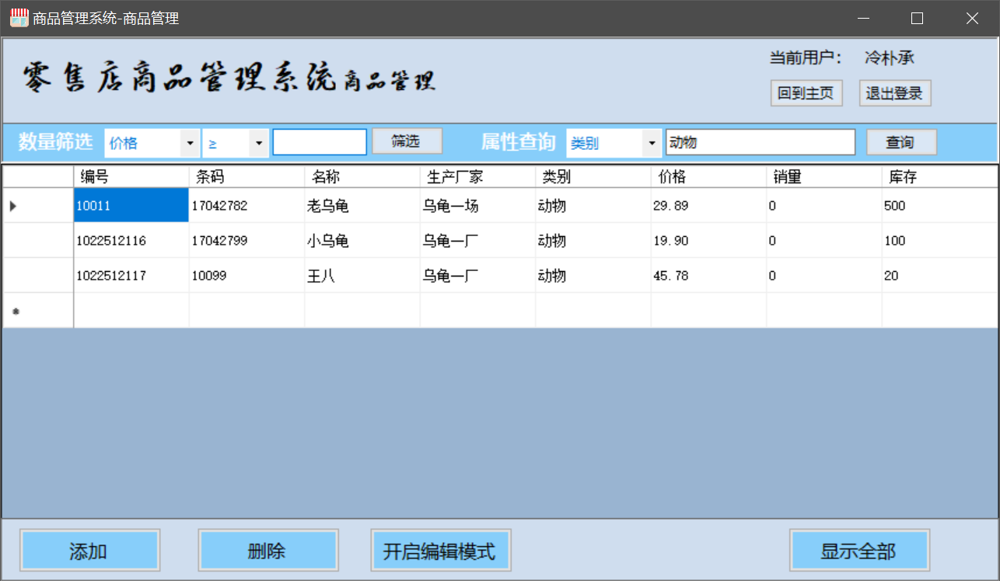 商品管理系统-商品管理
零售店商品管理系统商品管理
当前用户： 冷朴承
回到主页 退出登录
数量筛选 价格 ≥ 筛选 属性查询 类别 动物 查询
编号 条码 名称 生产厂家 类别 价格 销量 库存
10011 17042782 老乌龟 乌龟一场 动物 29.89 0 500
1022512116 17042799 小乌龟 乌龟一厂 动物 19.90 0 100
1022512117 10099 王八 乌龟一厂 动物 45.78 0 20
添加 删除 开启编辑模式 显示全部